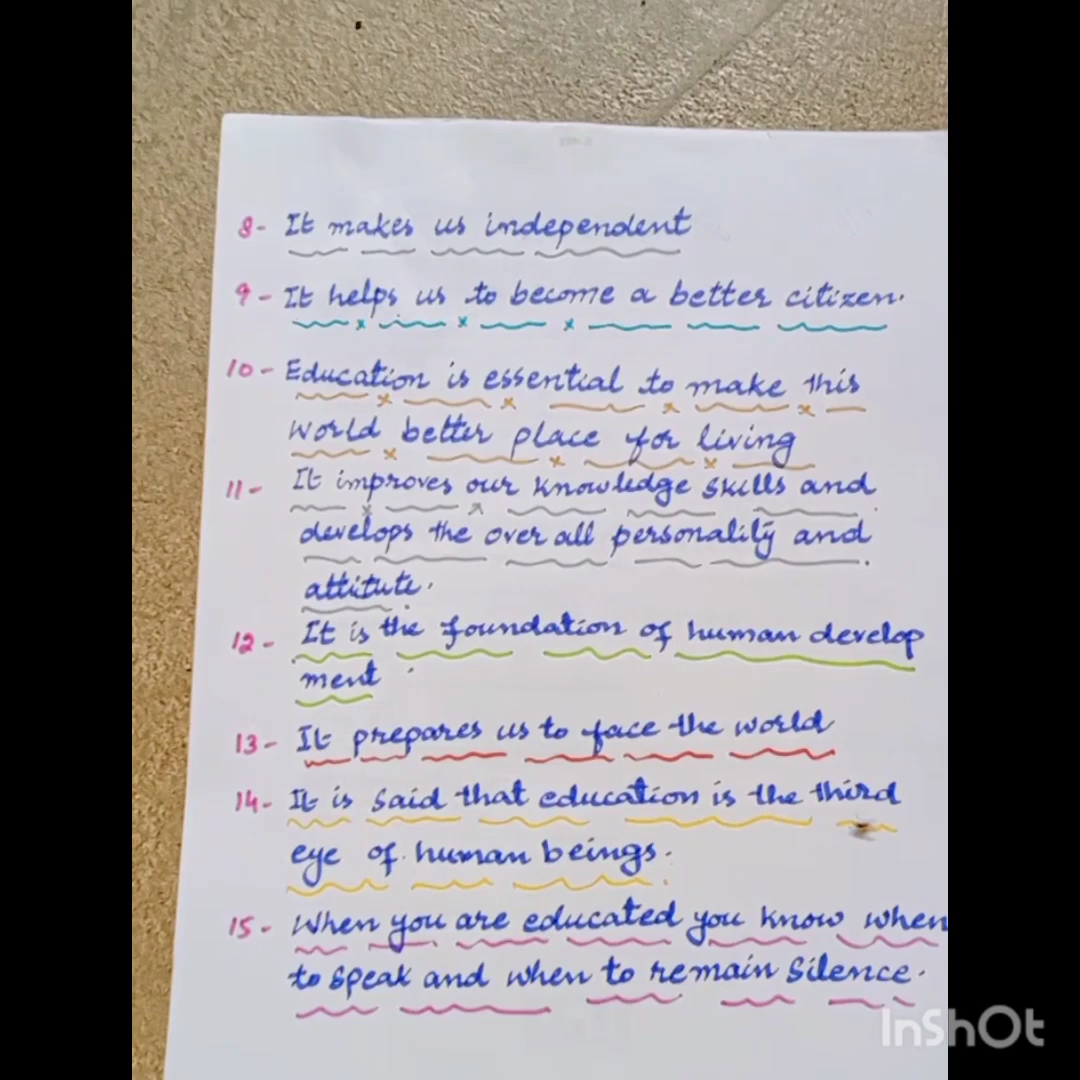 8- It makes us independent
9- It helps us to become a better citizen.
10- Education is essential to make this
world better place for living
11- It improves our knowledge skills and
develops the over all personality and
attitute.
12- It is the foundation of human develop
ment
13- It prepares us to face the world
14- It is said that education is the third
eye of human beings.
15- When you are educated you know when
to speak and when to remain silence.
InShOt